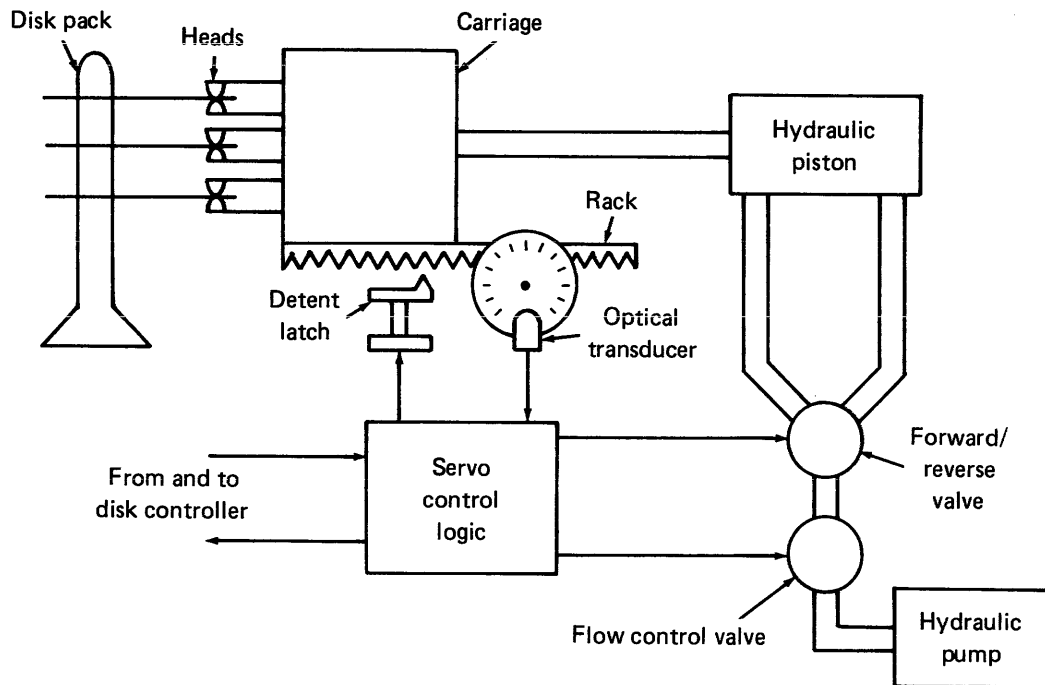 Disk pack
Heads
Carriage
Hydraulic
piston
Rack
Detent
latch
Optical
transducer
From and to
disk controller
Servo
control
logic
Forward/
reverse
valve
Flow control valve
Hydraulic
pump